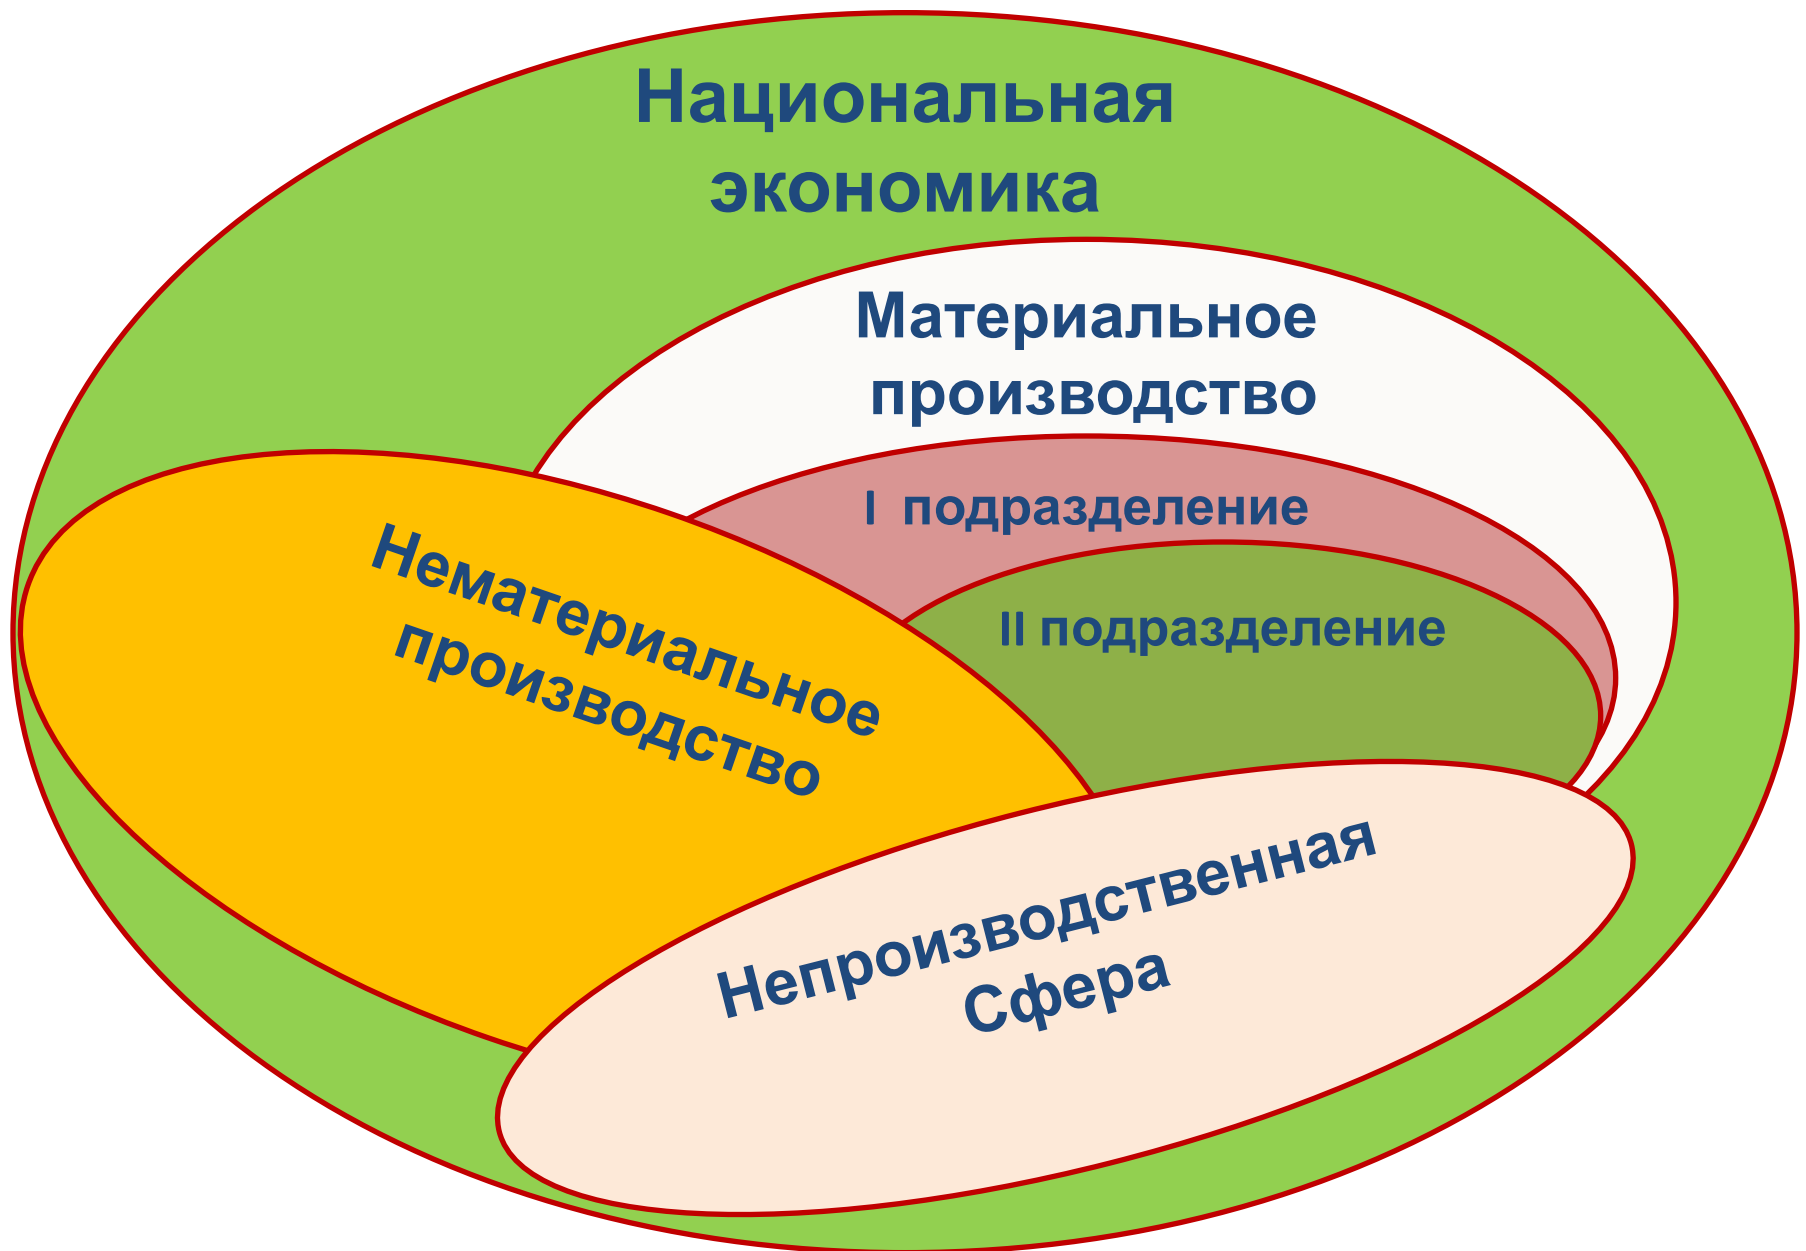 Национальная
экономика
Материальное
производство
I подразделение
II подразделение
Нематериальное
производство
Непроизводственная
Сфера